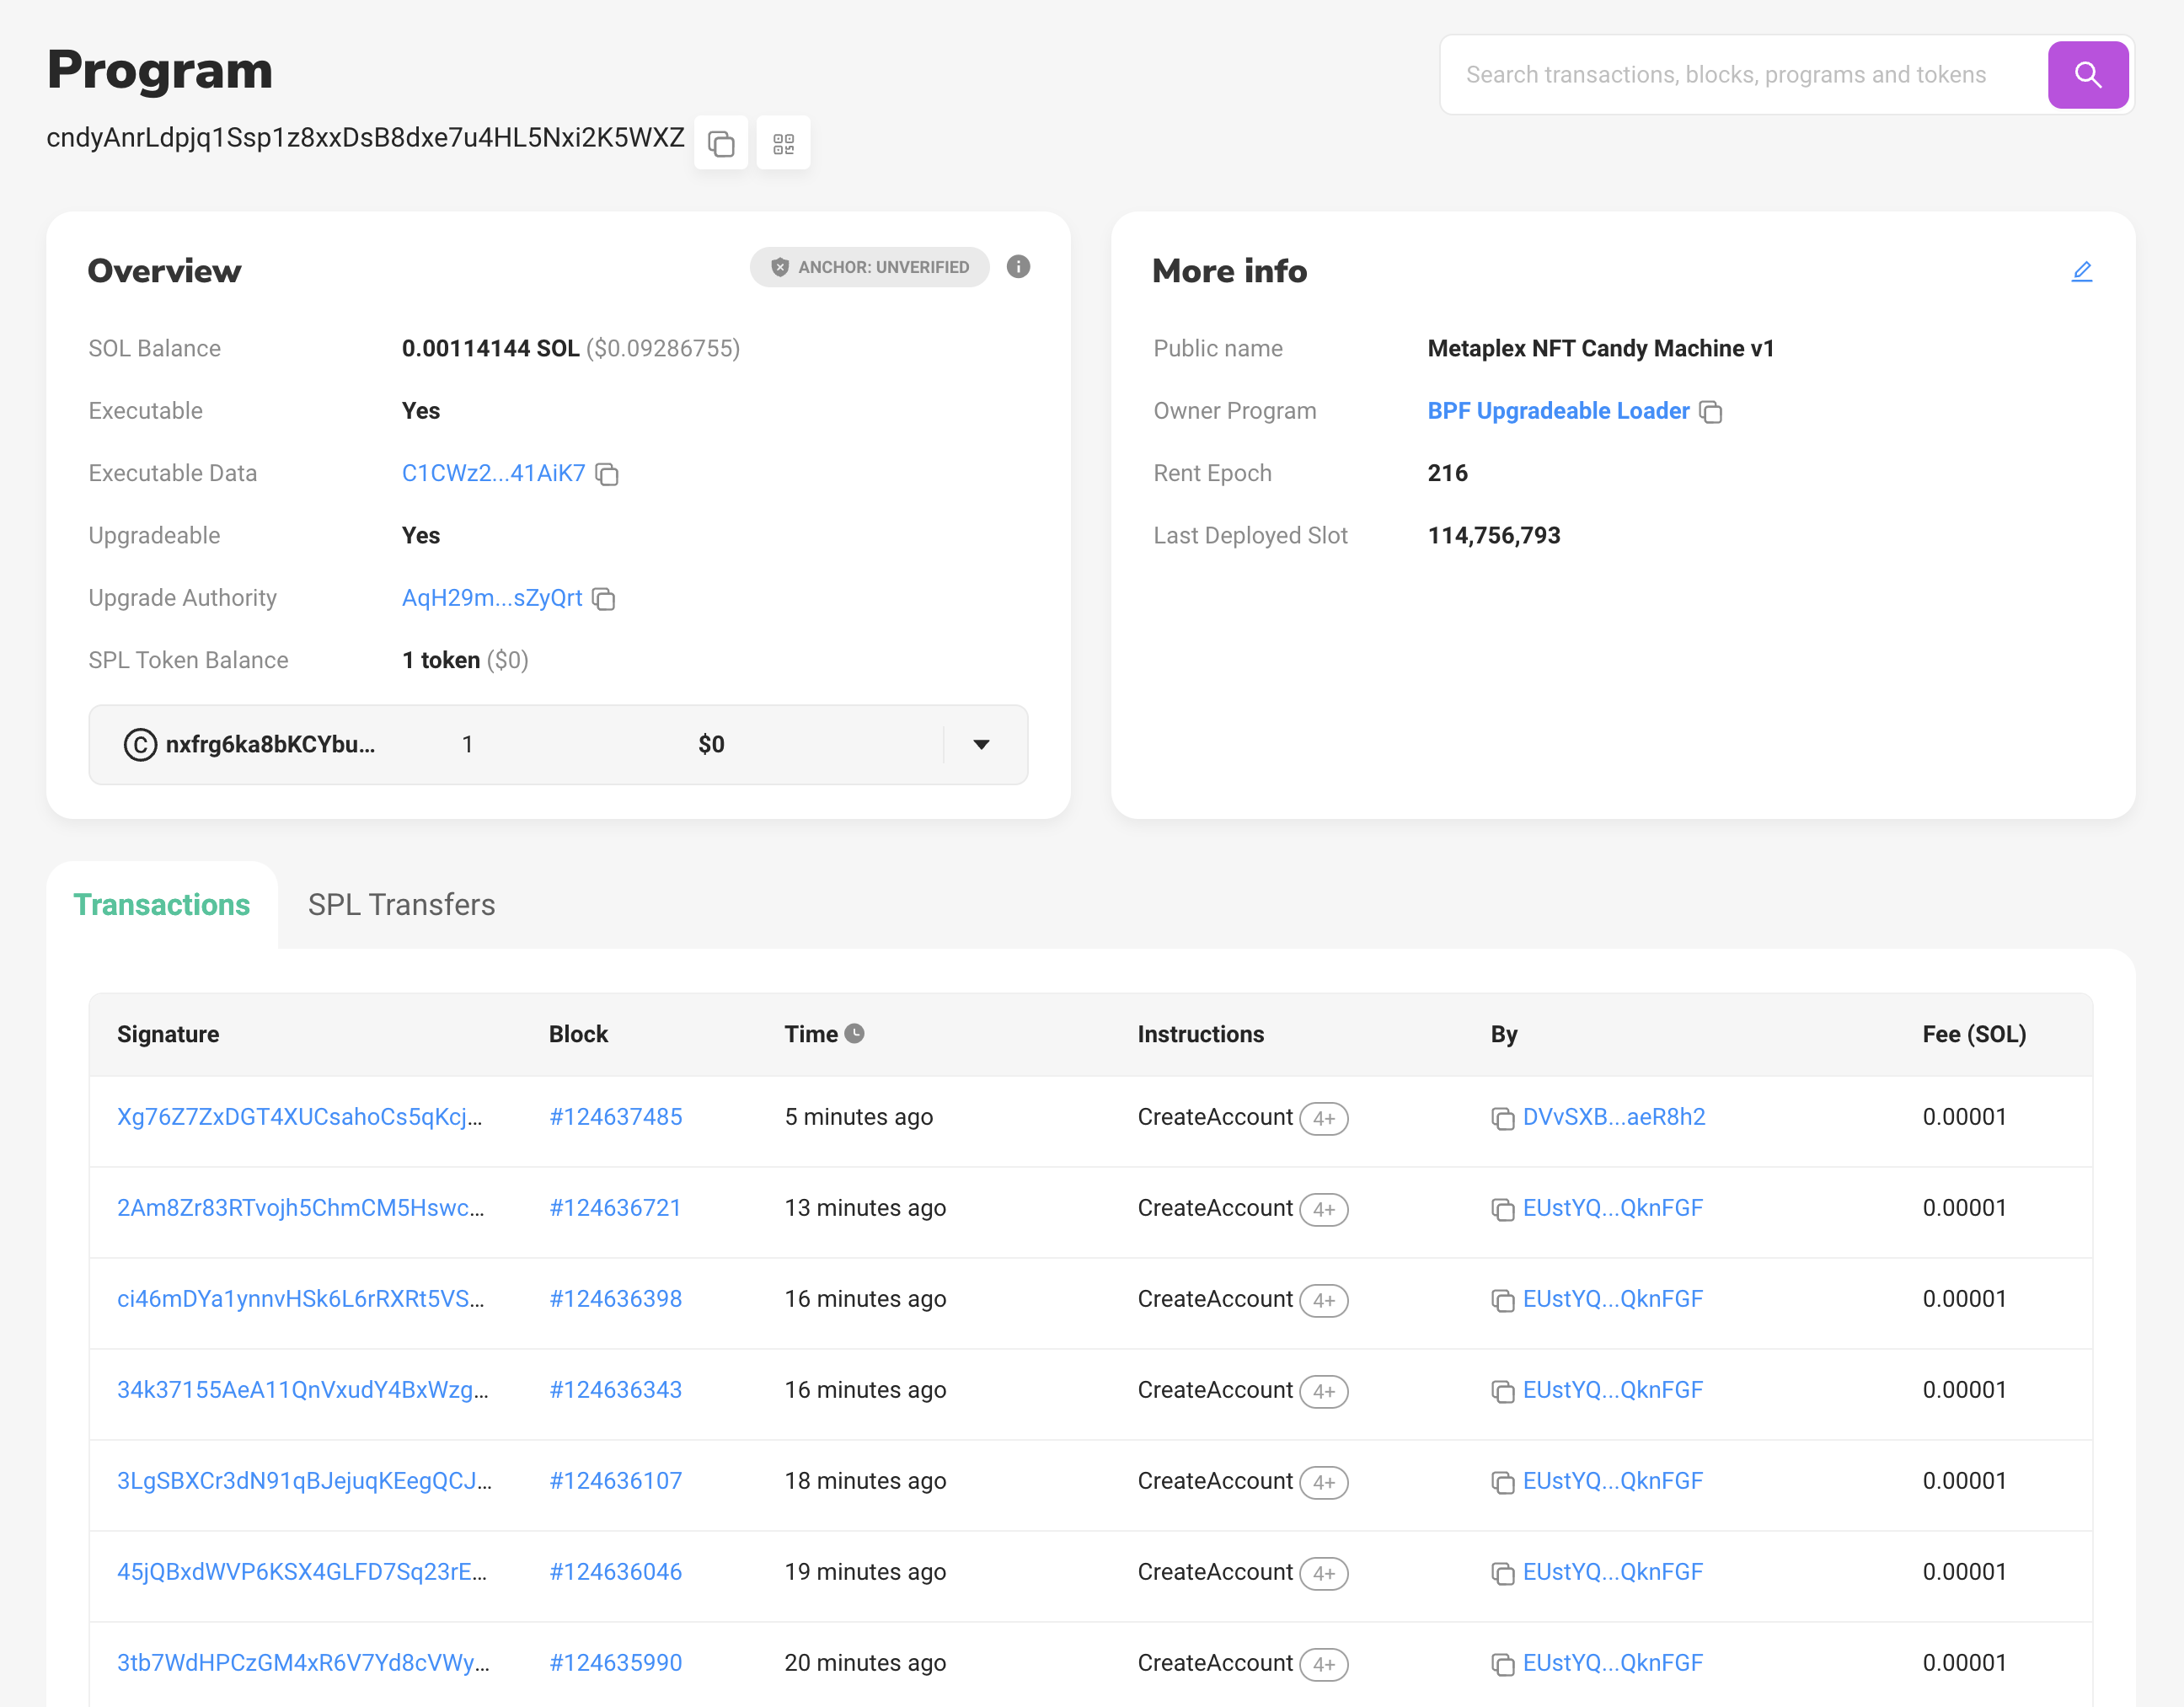 Program
Search transactions, blocks, programs and tokens
cndyAnrLdpjq1Ssp1z8xxDsB8dxe7u4HL5Nxi2K5WXZ
Overview
ANCHOR: UNVERIFIED
SOL Balance 0.00114144 SOL ($0.09286755)
Executable Yes
Executable Data C1CWz2...41AiK7
Upgradeable Yes
Upgrade Authority AqH29m...sZyQrt
SPL Token Balance 1 token ($0)
nxfrg6ka8bKCYbu... 1 $0
More info
Public name Metaplex NFT Candy Machine v1
Owner Program BPF Upgradeable Loader
Rent Epoch 216
Last Deployed Slot 114,756,793
Transactions SPL Transfers
Signature Block Time Instructions By Fee (SOL)
Xg76Z7ZxDGT4XUCsahoCs5qKcj... #124637485 5 minutes ago CreateAccount 4+ DVvSXB...aeR8h2 0.00001
2Am8Zr83RTvojh5ChmCM5Hswc... #124636721 13 minutes ago CreateAccount 4+ EUstYQ...QknFGF 0.00001
ci46mDYa1ynnvHSk6L6rRXRt5VS... #124636398 16 minutes ago CreateAccount 4+ EUstYQ...QknFGF 0.00001
34k37155AeA11QnVxudY4BxWzg... #124636343 16 minutes ago CreateAccount 4+ EUstYQ...QknFGF 0.00001
3LgSBXCr3dN91qBJejuqKEegQCJ... #124636107 18 minutes ago CreateAccount 4+ EUstYQ...QknFGF 0.00001
45jQBxdWVP6KSX4GLFD7Sq23rE... #124636046 19 minutes ago CreateAccount 4+ EUstYQ...QknFGF 0.00001
3tb7WdHPCzGM4xR6V7Yd8cVWy... #124635990 20 minutes ago CreateAccount 4+ EUstYQ...QknFGF 0.00001